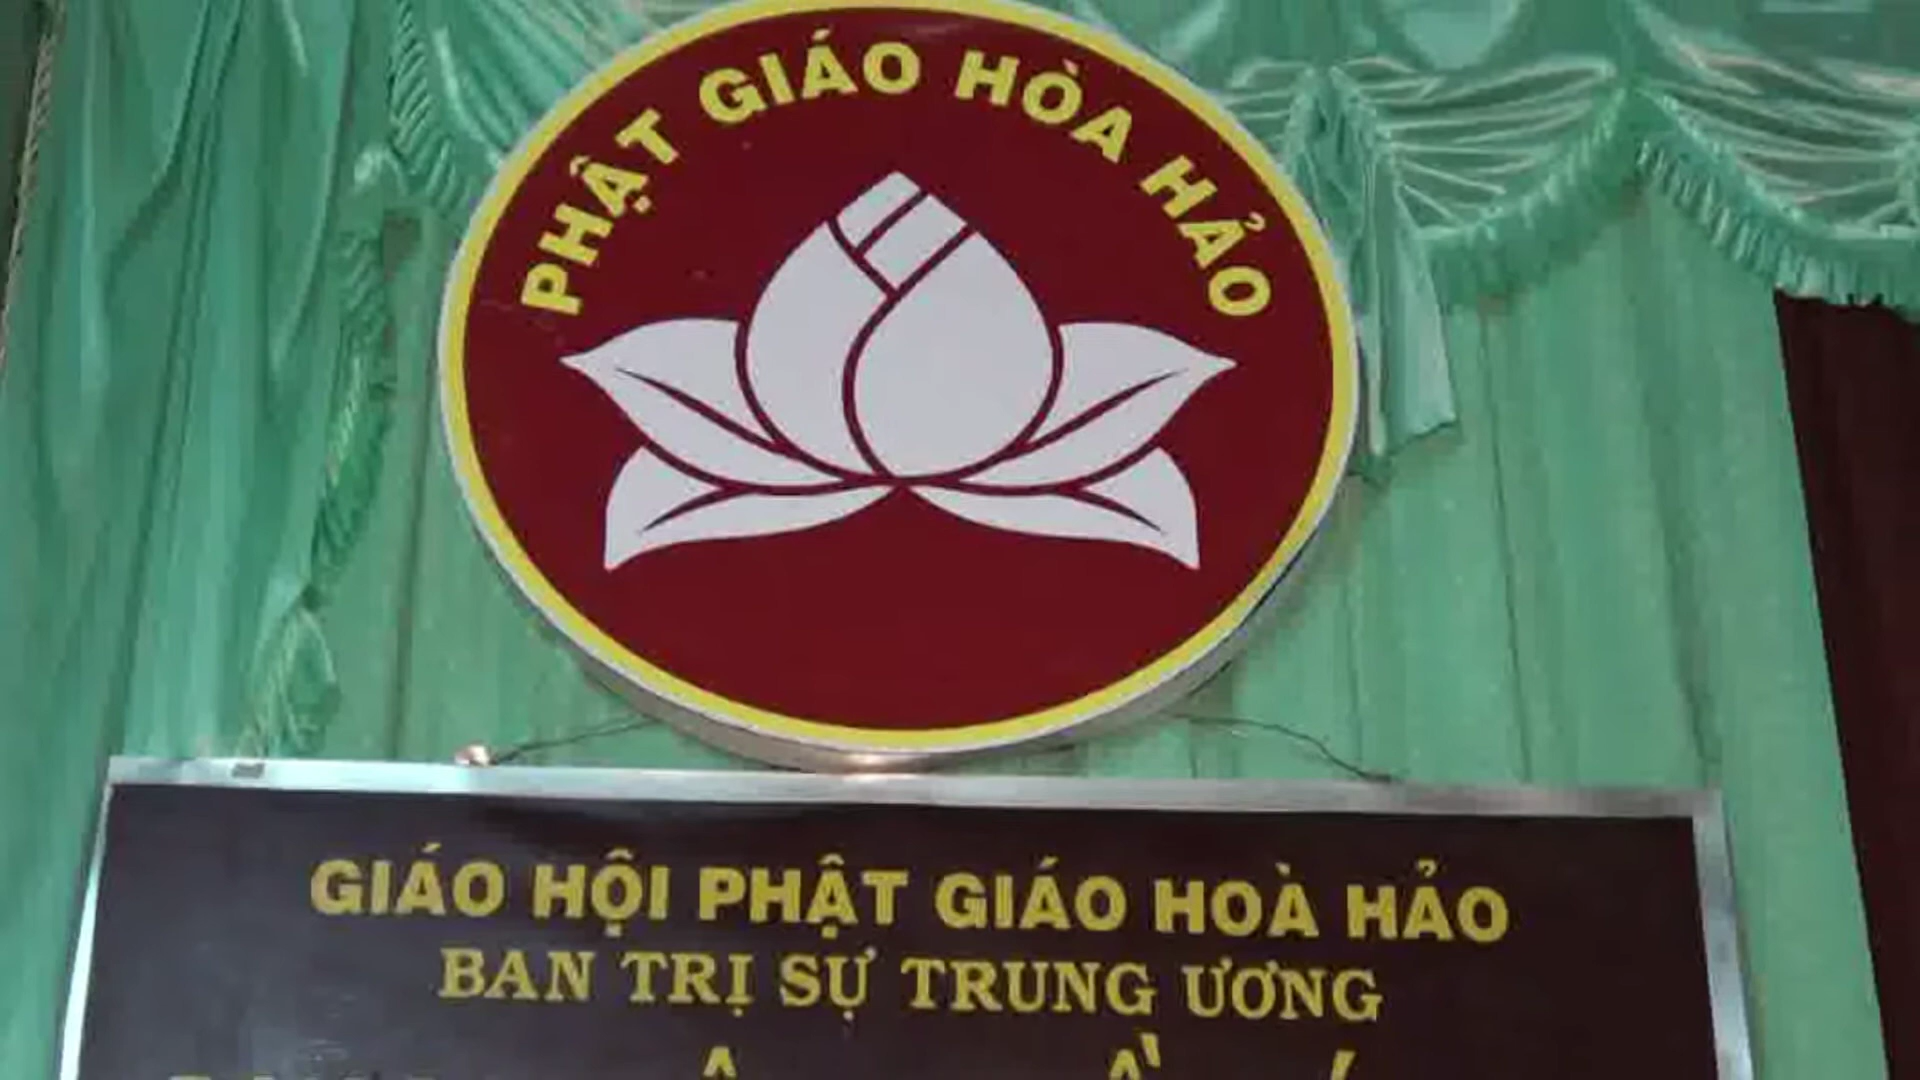 PHẬT GIÁO HÒA HẢO
GIÁO HỘI PHẬT GIÁO HOÀ HẢO
BAN TRỊ SỰ TRUNG ƯƠNG